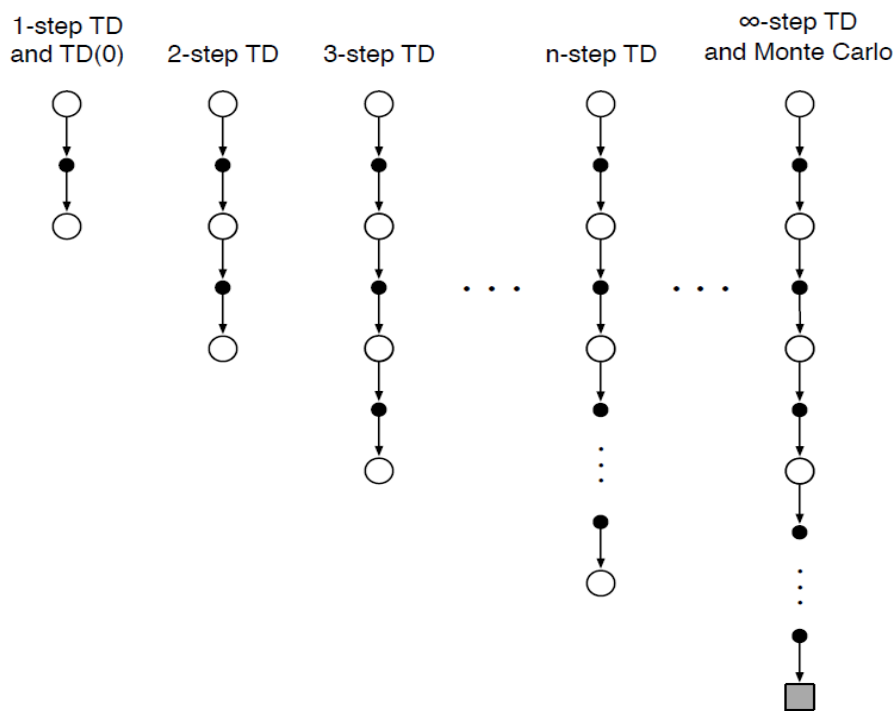 1-step TD
and TD(0)
2-step TD
3-step TD
n-step TD
∞-step TD
and Monte Carlo